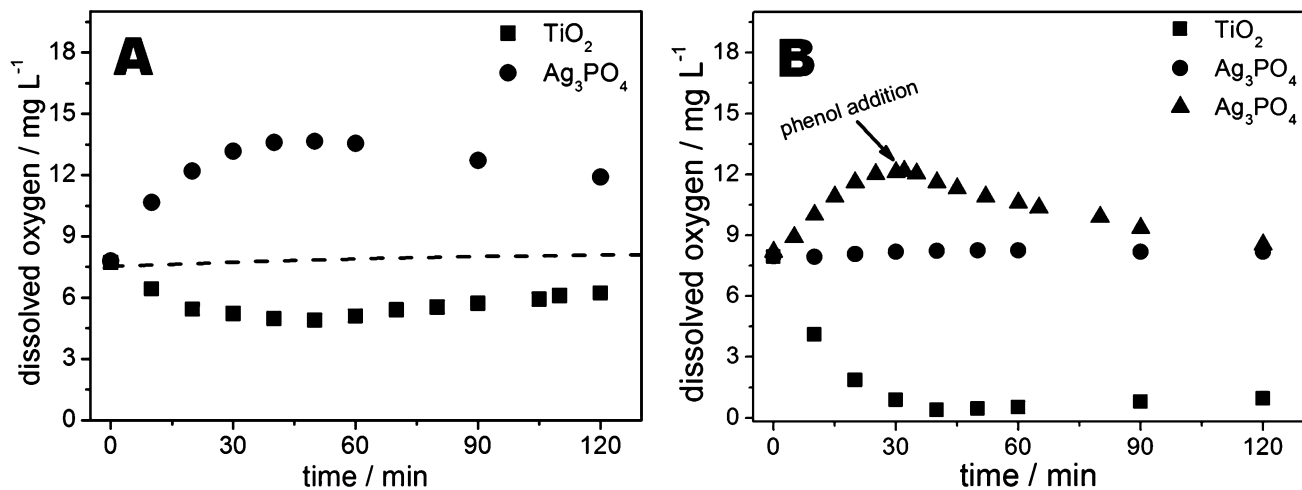 A
TiO₂
Ag₃PO₄
dissolved oxygen / mg L⁻¹
18
15
12
9
6
3
0
0 30 60 90 120
time / min
B
TiO₂
Ag₃PO₄
Ag₃PO₄
phenol addition
dissolved oxygen / mg L⁻¹
18
15
12
9
6
3
0
0 30 60 90 120
time / min